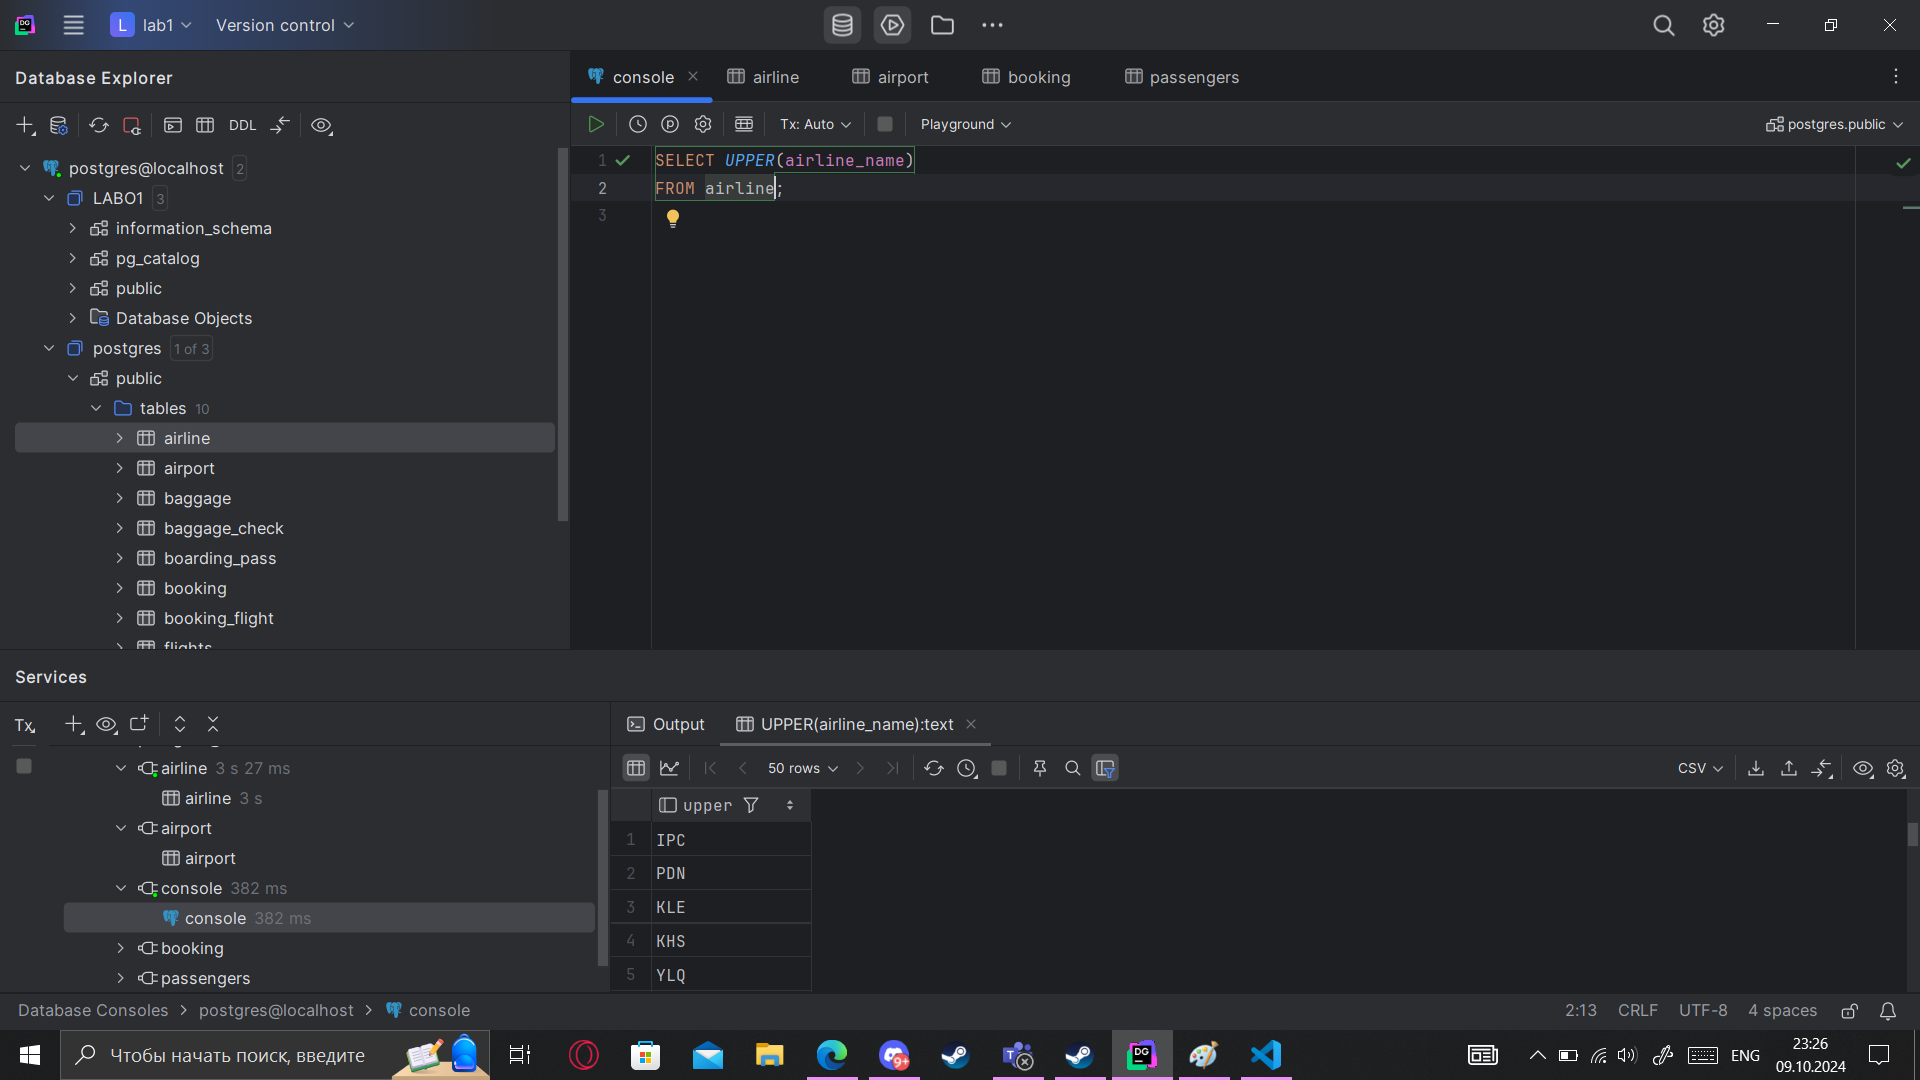 L lab1 Version control
Database Explorer
console airline airport booking passengers
DDL
Tx: Auto Playground postgres.public
postgres@localhost 2
LABO1 3
information_schema
pg_catalog
public
Database Objects
postgres 1 of 3
public
tables 10
airline
airport
baggage
baggage_check
boarding_pass
booking
booking_flight
flights
1 SELECT UPPER(airline_name)
2 FROM airline;
3
Services
Tx
airline 3 s 27 ms
airline 3 s
airport
airport
console 382 ms
console 382 ms
booking
passengers
Output UPPER(airline_name):text
50 rows CSV
upper
1 IPC
2 PDN
3 KLE
4 KHS
5 YLQ
Database Consoles > postgres@localhost > console
2:13 CRLF UTF-8 4 spaces
Чтобы начать поиск, введите
9+
DG
ENG
23:26
09.10.2024